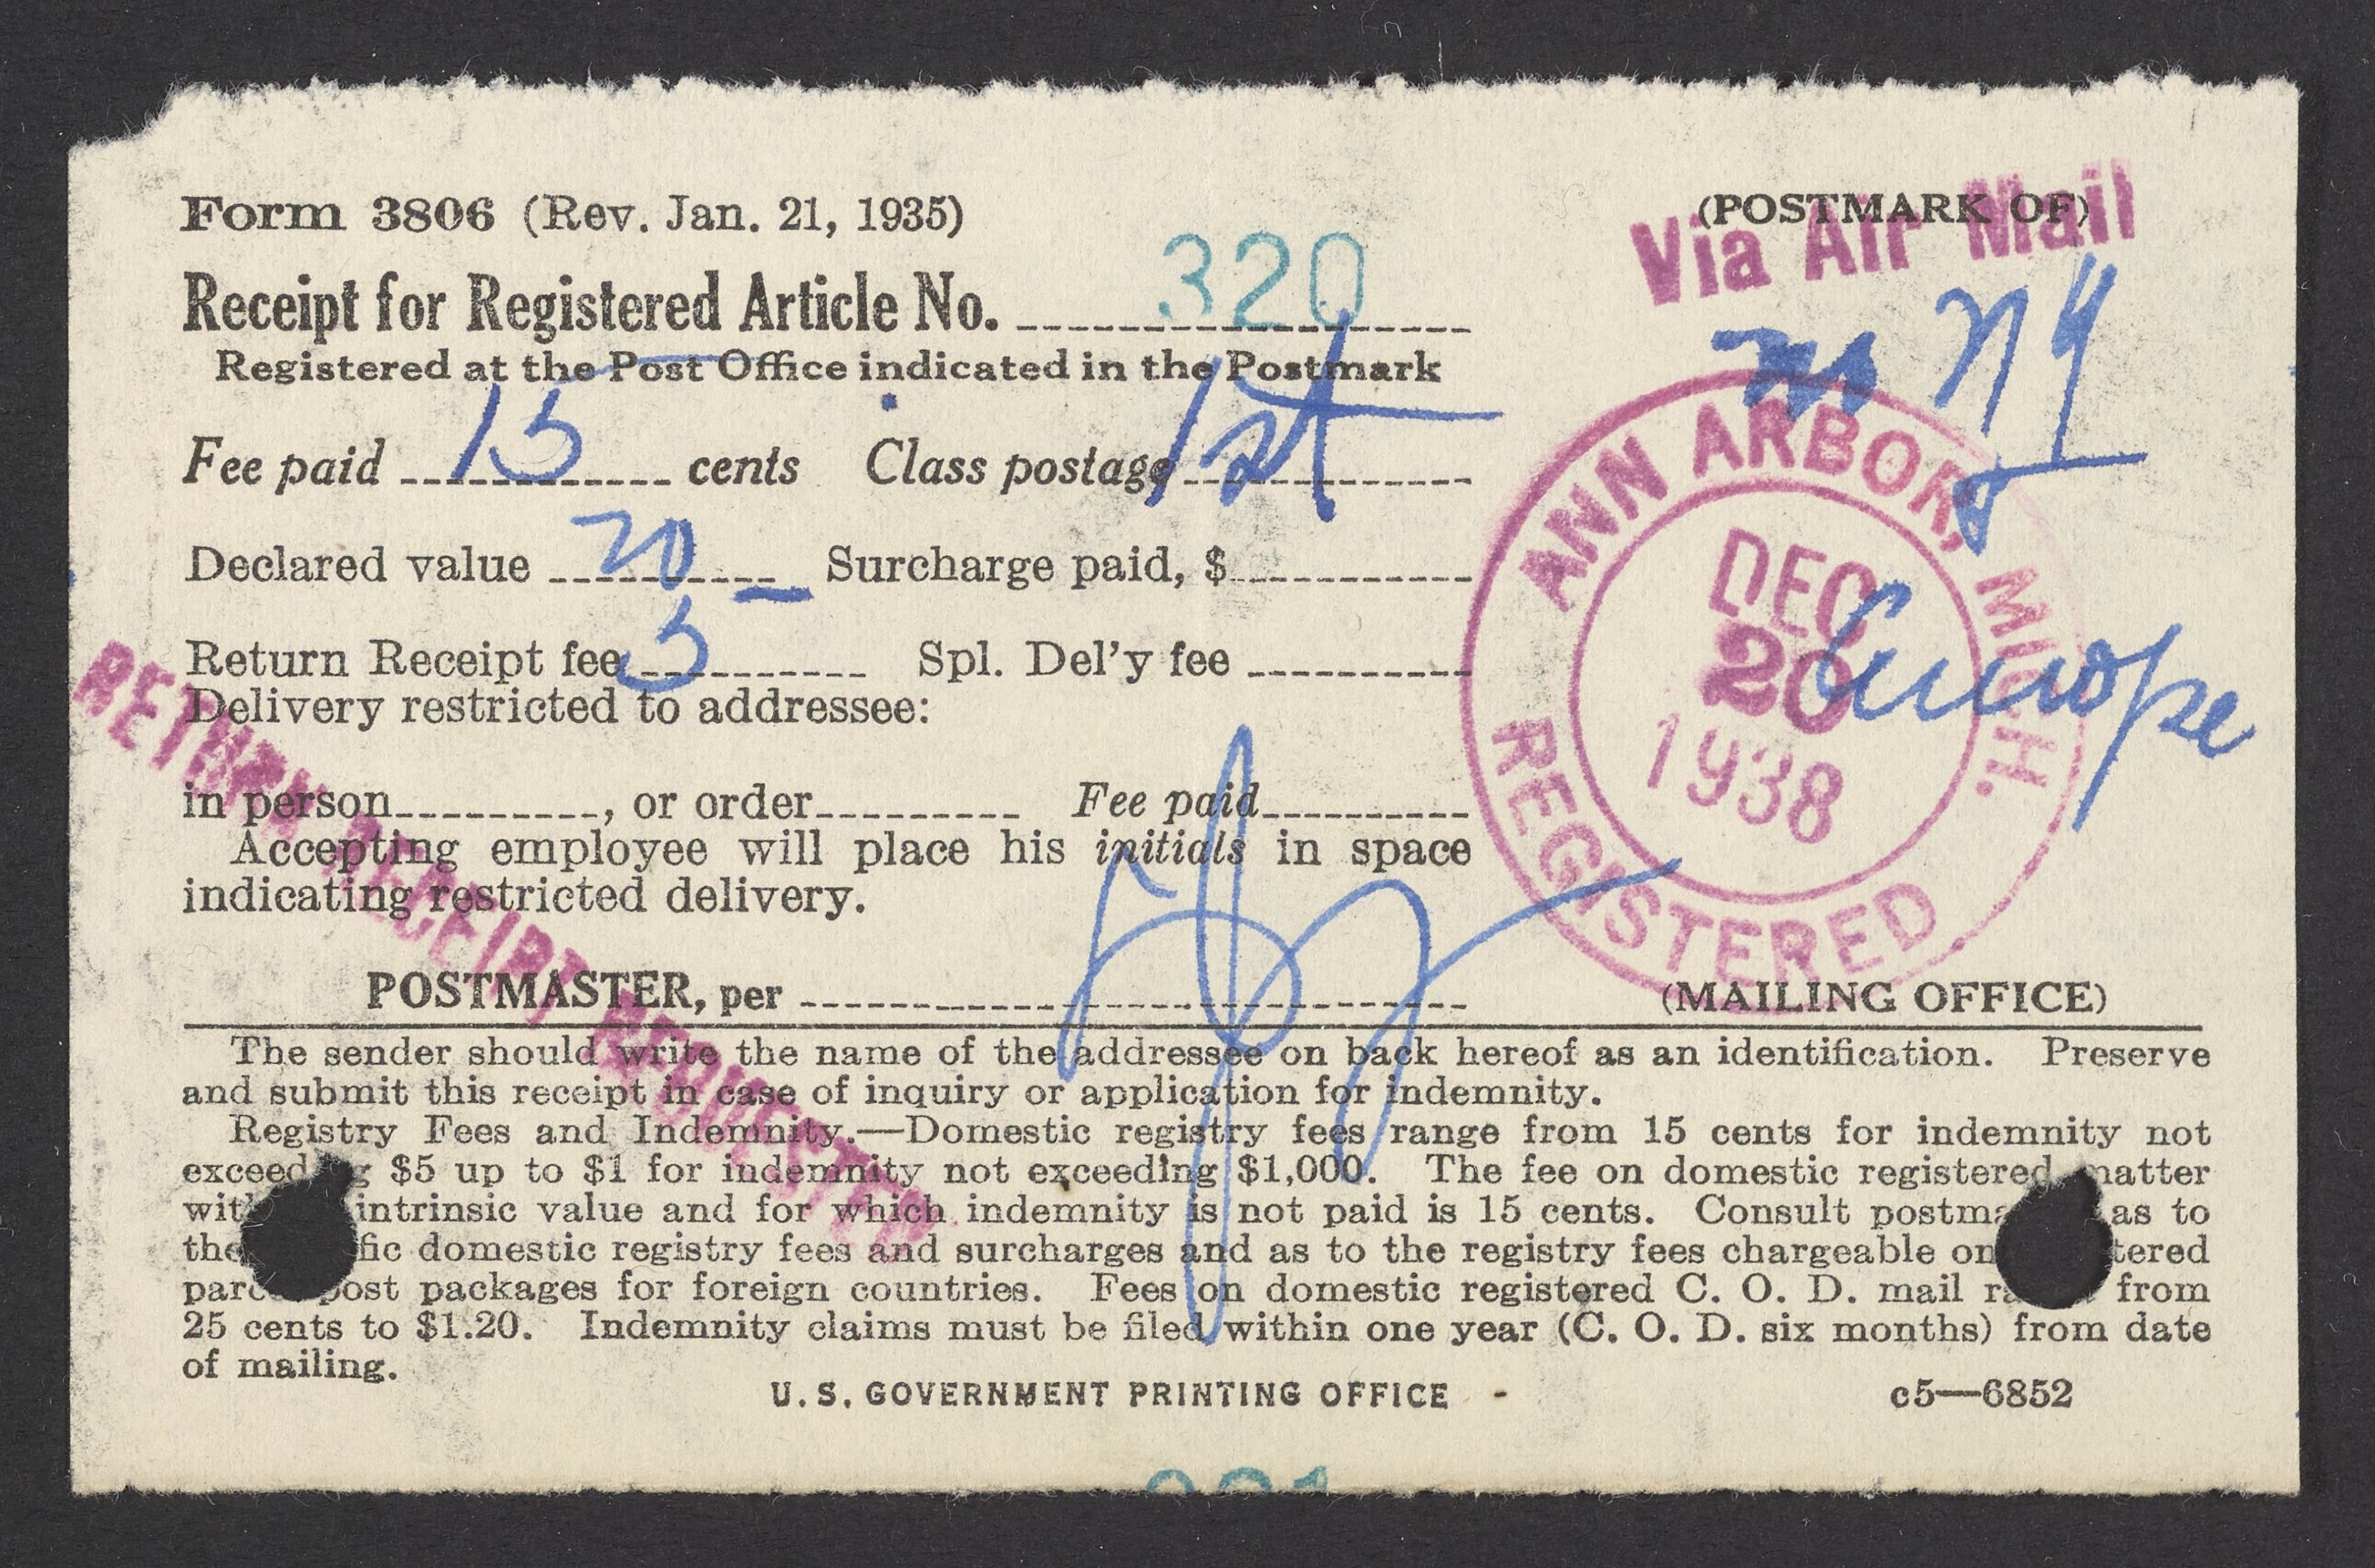 Form 3806 (Rev. Jan. 21, 1935)
(POSTMARK OF)
Via Air Mail
Receipt for Registered Article No. 320
N Y
Registered at the Post Office indicated in the Postmark
Fee paid 15 cents Class postage 1st
ANN ARBOR, MICH.
DEC
20
1938
REGISTERED
Europe
Declared value Surcharge paid, $
Return Receipt fee 5 Spl. Del'y fee
Delivery restricted to addressee:
RETURN RECEIPT REQUESTED
in person, or order Fee paid
Accepting employee will place his initials in space
indicating restricted delivery.
POSTMASTER, per
(MAILING OFFICE)
The sender should write the name of the addressee on back hereof as an identification. Preserve
and submit this receipt in case of inquiry or application for indemnity.
Registry Fees and Indemnity.—Domestic registry fees range from 15 cents for indemnity not
exceeding $5 up to $1 for indemnity not exceeding $1,000. The fee on domestic registered matter
intrinsic value and for which indemnity is not paid is 15 cents. Consult as to
the domestic registry fees and surcharges and as to the registry fees chargeable on
post packages for foreign countries. Fees on domestic registered C. O. D. mail from
25 cents to $1.20. Indemnity claims must be filed within one year (C. O. D. six months) from date
of mailing.
U. S. GOVERNMENT PRINTING OFFICE - c5—6852